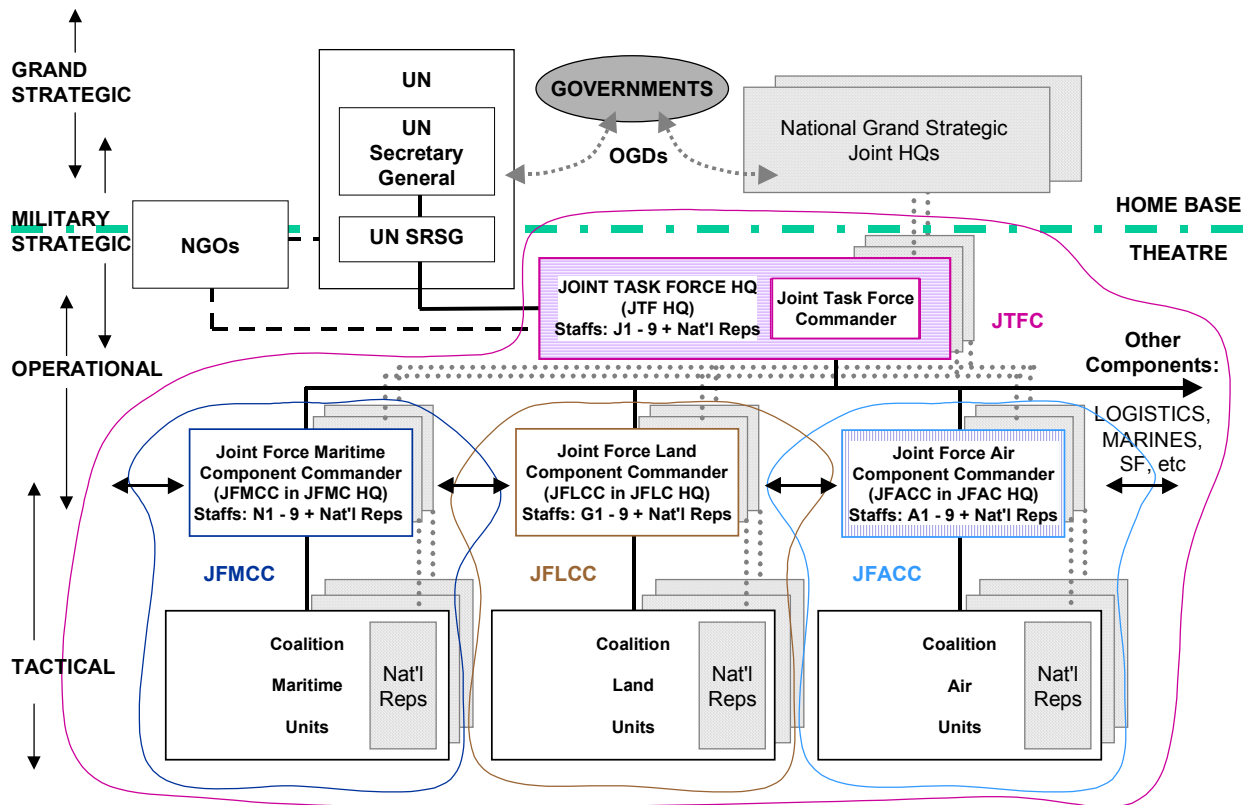 GRAND
STRATEGIC
MILITARY
STRATEGIC
OPERATIONAL
TACTICAL
UN
UN
Secretary
General
UN SRSG
NGOs
GOVERNMENTS
OGDs
National Grand Strategic
Joint HQs
HOME BASE
THEATRE
JOINT TASK FORCE HQ
(JTF HQ)
Staffs: J1 - 9 + Nat'l Reps
Joint Task Force
Commander
JTFC
Other
Components:
LOGISTICS,
MARINES,
SF, etc
Joint Force Maritime
Component Commander
(JFMCC in JFMC HQ)
Staffs: N1 - 9 + Nat'l Reps
Joint Force Land
Component Commander
(JFLCC in JFLC HQ)
Staffs: G1 - 9 + Nat'l Reps
Joint Force Air
Component Commander
(JFACC in JFAC HQ)
Staffs: A1 - 9 + Nat'l Reps
JFMCC
JFLCC
JFACC
Coalition
Maritime
Units
Nat'l
Reps
Coalition
Land
Units
Nat'l
Reps
Coalition
Air
Units
Nat'l
Reps